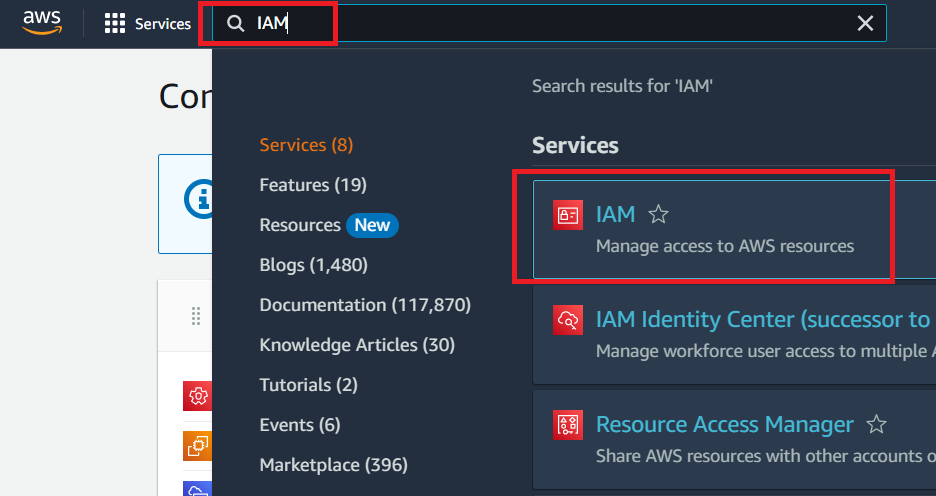 aws
Services
IAM
Con
Search results for 'IAM'
Services (8)
Features (19)
Resources New
Blogs (1,480)
Documentation (117,870)
Knowledge Articles (30)
Tutorials (2)
Events (6)
Marketplace (396)
Services
IAM
Manage access to AWS resources
IAM Identity Center (successor to
Manage workforce user access to multiple A
Resource Access Manager
Share AWS resources with other accounts o